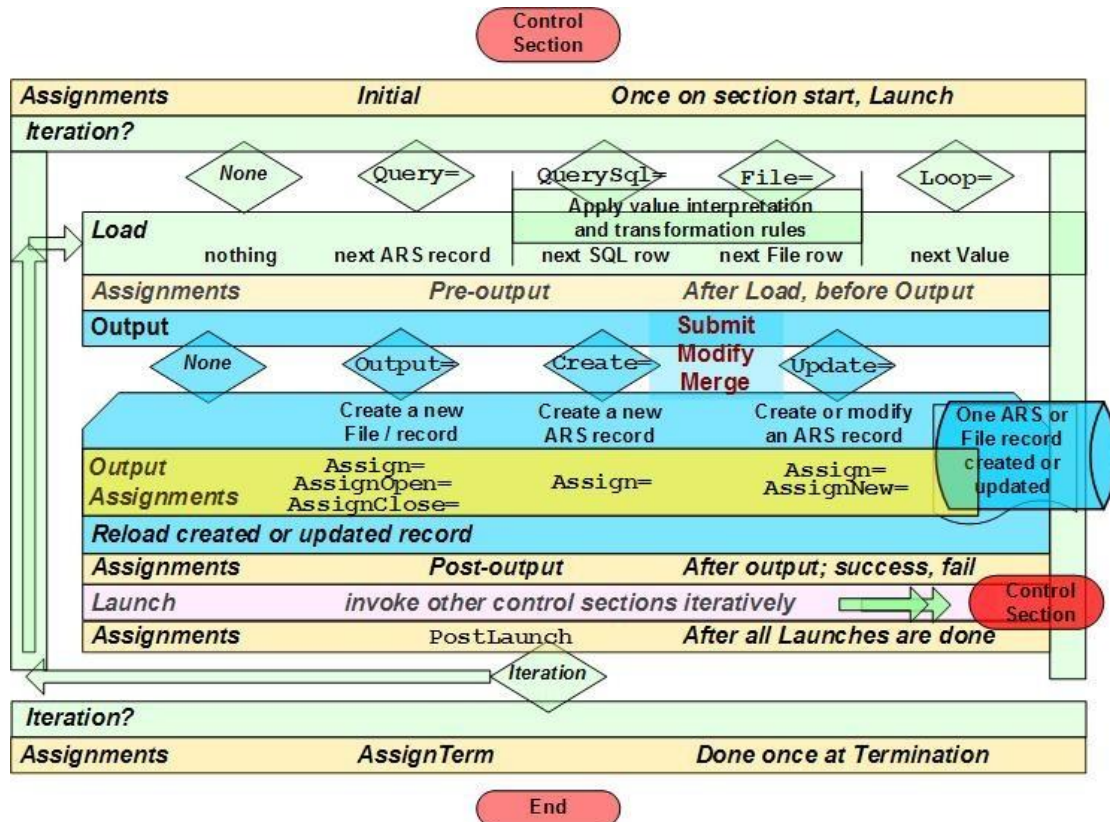 Control
Section
Assignments Initial Once on section start, Launch
Iteration?
None Query= QuerySql= File= Loop=
Apply value interpretation
and transformation rules
Load
nothing next ARS record next SQL row next File row next Value
Assignments Pre-output After Load, before Output
Output
Submit
Modify
Merge
None Output= Create= Update=
Create a new
File / record
Create a new
ARS record
Create or modify
an ARS record
One ARS or
File record
created or
updated
Output
Assignments
Assign=
AssignOpen=
AssignClose=
Assign=
Assign=
AssignNew=
Reload created or updated record
Assignments Post-output After output; success, fail
Launch invoke other control sections iteratively
Control
Section
Assignments PostLaunch After all Launches are done
Iteration
Iteration?
Assignments AssignTerm Done once at Termination
End